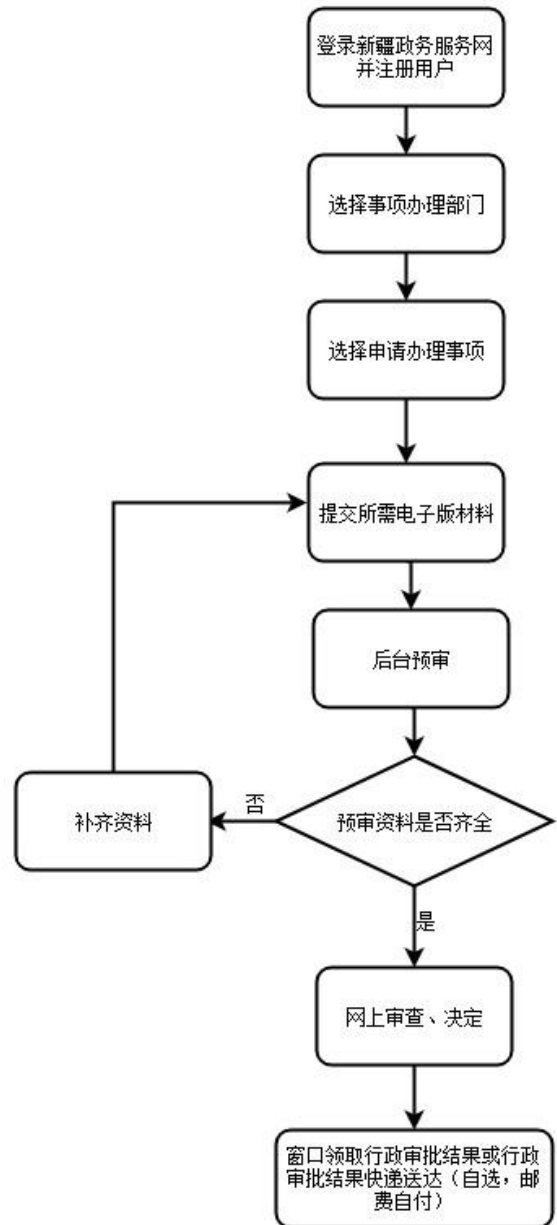 登录新疆政务服务网
并注册用户
选择事项办理部门
选择申请办理事项
提交所需电子版材料
后台预审
预审资料是否齐全
否
补齐资料
是
网上审查、决定
窗口领取行政审批结果或行政
审批结果快递送达（自选，邮
费自付）